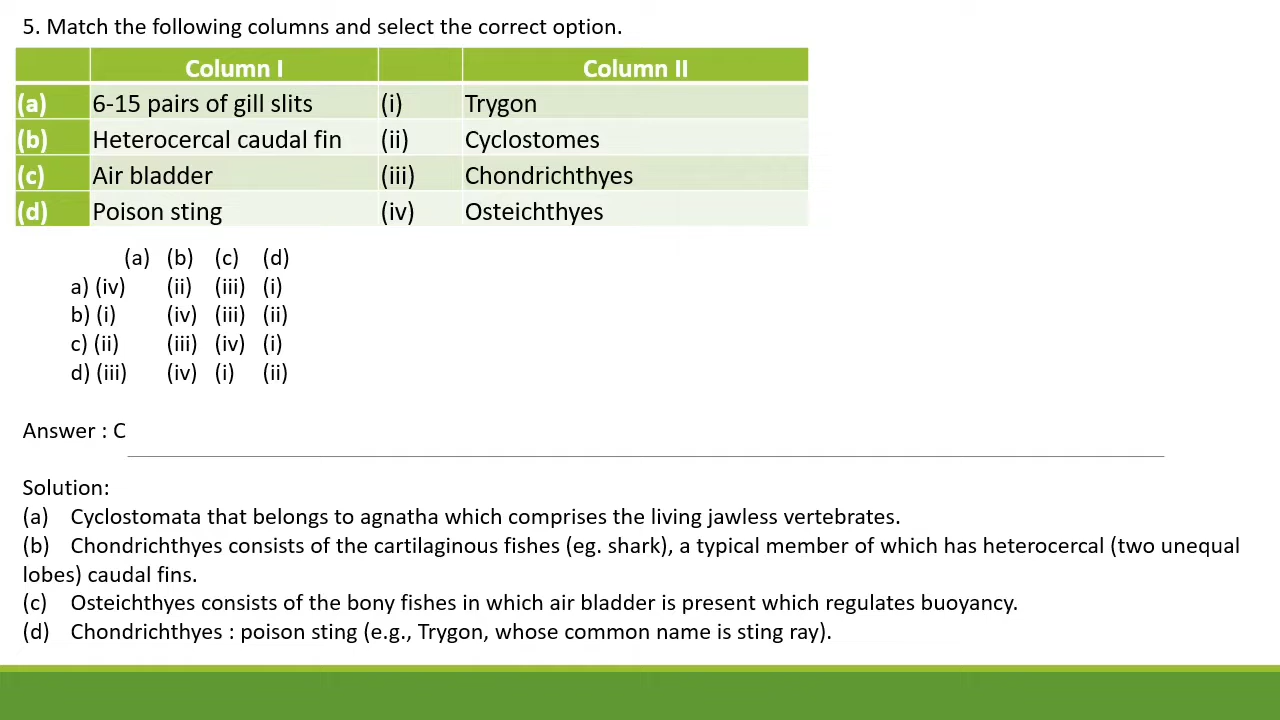 5. Match the following columns and select the correct option.
Column I Column II
(a) 6-15 pairs of gill slits (i) Trygon
(b) Heterocercal caudal fin (ii) Cyclostomes
(c) Air bladder (iii) Chondrichthyes
(d) Poison sting (iv) Osteichthyes
(a) (b) (c) (d)
a) (iv) (ii) (iii) (i)
b) (i) (iv) (iii) (ii)
c) (ii) (iii) (iv) (i)
d) (iii) (iv) (i) (ii)
Answer : C
Solution:
(a) Cyclostomata that belongs to agnatha which comprises the living jawless vertebrates.
(b) Chondrichthyes consists of the cartilaginous fishes (eg. shark), a typical member of which has heterocercal (two unequal
lobes) caudal fins.
(c) Osteichthyes consists of the bony fishes in which air bladder is present which regulates buoyancy.
(d) Chondrichthyes : poison sting (e.g., Trygon, whose common name is sting ray).